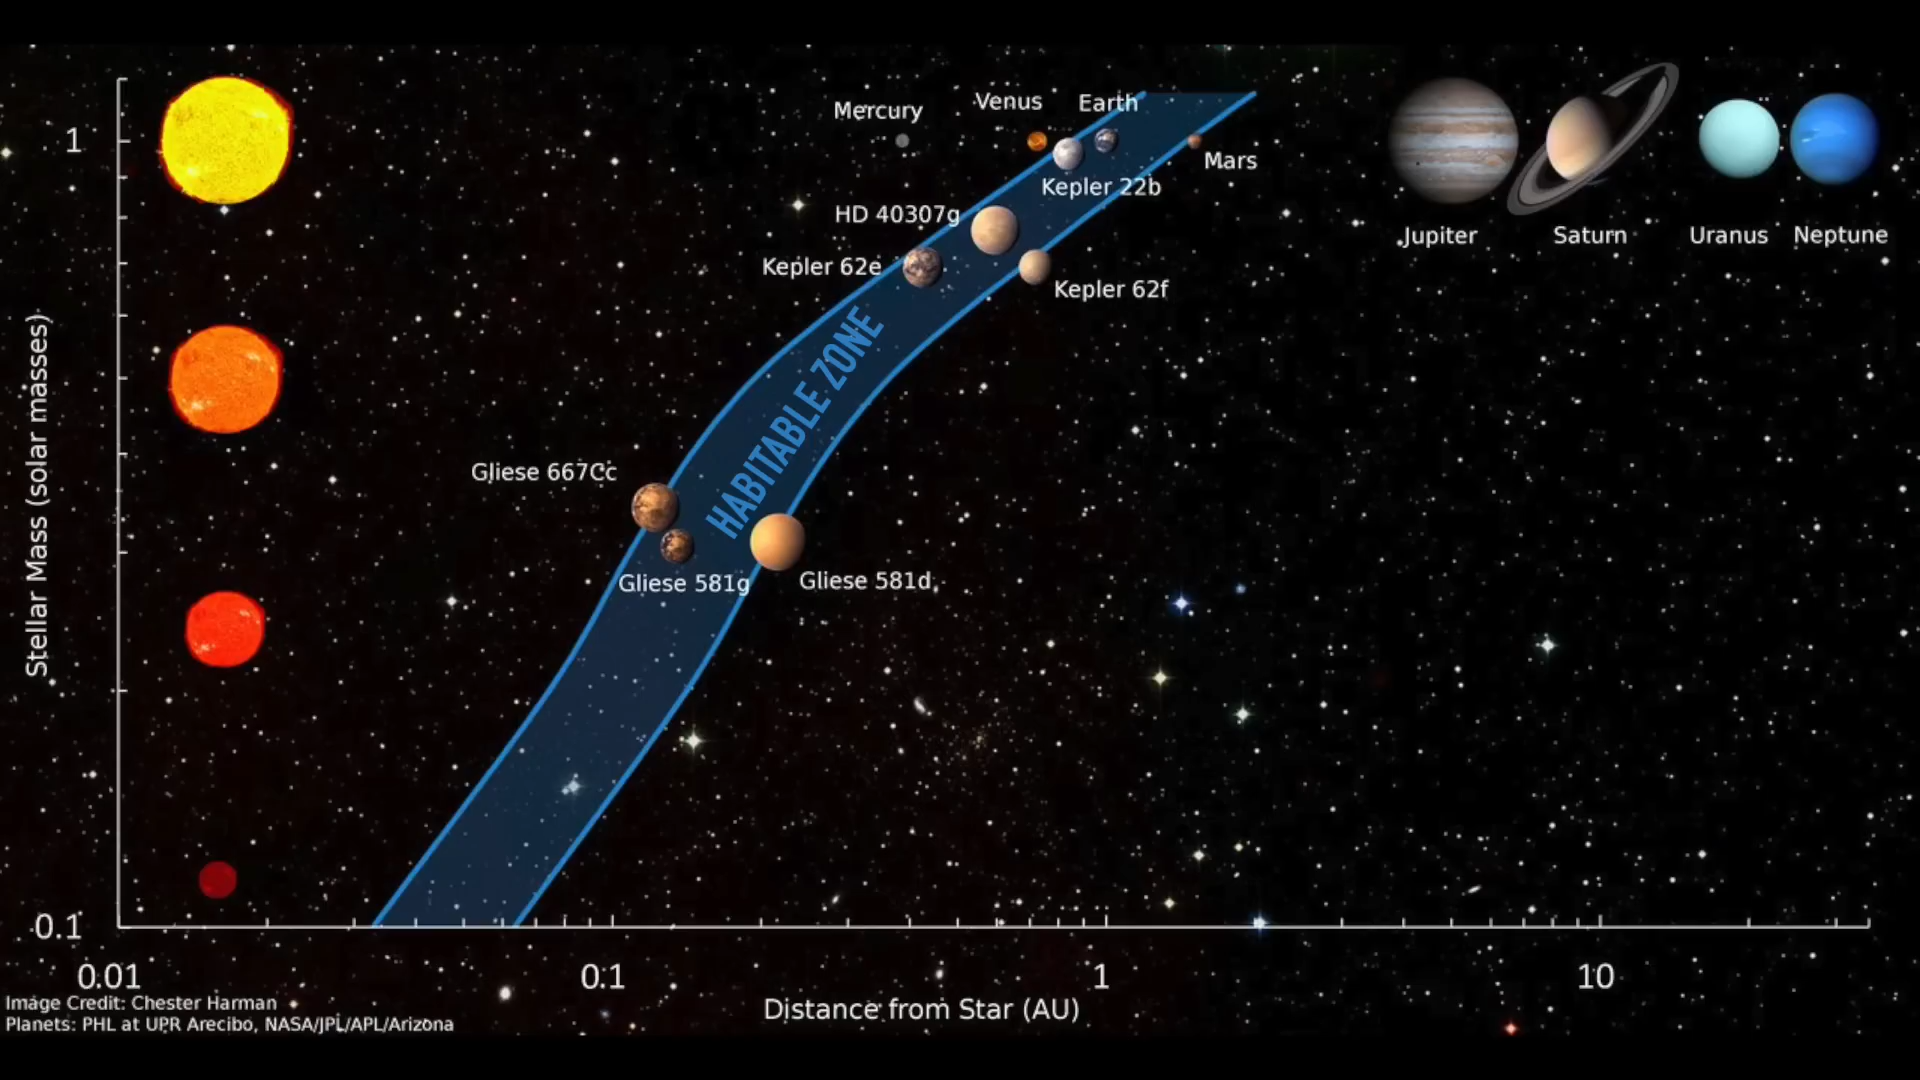 Mercury
Venus
Earth
Mars
Kepler 22b
HD 40307g
Kepler 62e
Kepler 62f
Jupiter
Saturn
Uranus
Neptune
HABITABLE ZONE
Gliese 667Cc
Gliese 581g
Gliese 581d
Stellar Mass (solar masses)
1
0.1
0.01
0.1
1
10
Distance from Star (AU)
Image Credit: Chester Harman
Planets: PHL at UPR Arecibo, NASA/JPL/APL/Arizona